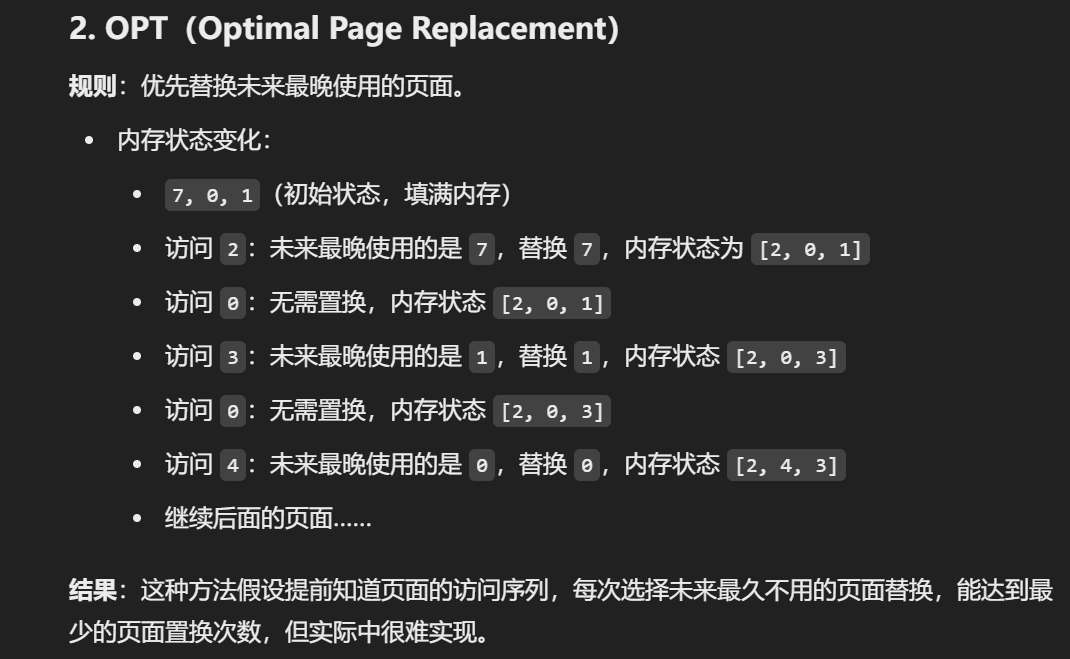 2. OPT（Optimal Page Replacement）
规则：优先替换未来最晚使用的页面。
• 内存状态变化：
• 7, 0, 1（初始状态，填满内存）
• 访问 2：未来最晚使用的是 7，替换 7，内存状态为 [2, 0, 1]
• 访问 0：无需置换，内存状态 [2, 0, 1]
• 访问 3：未来最晚使用的是 1，替换 1，内存状态 [2, 0, 3]
• 访问 0：无需置换，内存状态 [2, 0, 3]
• 访问 4：未来最晚使用的是 0，替换 0，内存状态 [2, 4, 3]
• 继续后面的页面......
结果：这种方法假设提前知道页面的访问序列，每次选择未来最久不用的页面替换，能达到最
少的页面置换次数，但实际中很难实现。